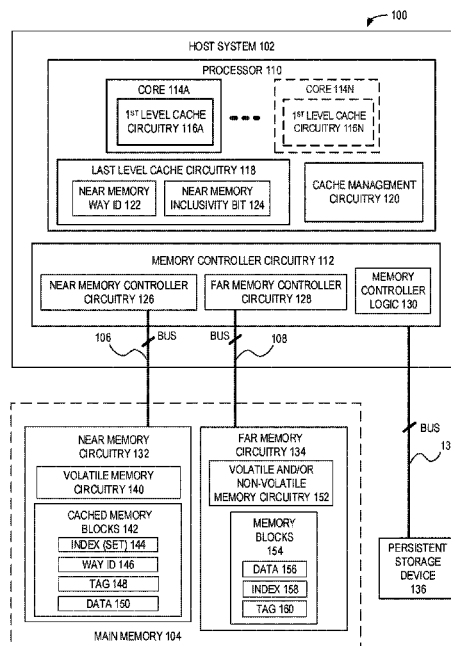 100
HOST SYSTEM 102
PROCESSOR 110
CORE 114A
1ST LEVEL CACHE
CIRCUITRY 116A
CORE 114N
1ST LEVEL CACHE
CIRCUITRY 116N
LAST LEVEL CACHE CIRCUITRY 118
NEAR MEMORY
WAY ID 122
NEAR MEMORY
INCLUSIVITY BIT 124
CACHE MANAGEMENT
CIRCUITRY 120
MEMORY CONTROLLER CIRCUITRY 112
NEAR MEMORY CONTROLLER
CIRCUITRY 126
FAR MEMORY CONTROLLER
CIRCUITRY 128
MEMORY
CONTROLLER
LOGIC 130
106
BUS
BUS
108
BUS
13
NEAR MEMORY
CIRCUITRY 132
VOLATILE MEMORY
CIRCUITRY 140
CACHED MEMORY
BLOCKS 142
INDEX (SET) 144
WAY ID 146
TAG 148
DATA 150
FAR MEMORY
CIRCUITRY 134
VOLATILE AND/OR
NON-VOLATILE
MEMORY CIRCUITRY 152
MEMORY
BLOCKS
154
DATA 156
INDEX 158
TAG 160
PERSISTENT
STORAGE
DEVICE
136
MAIN MEMORY 104